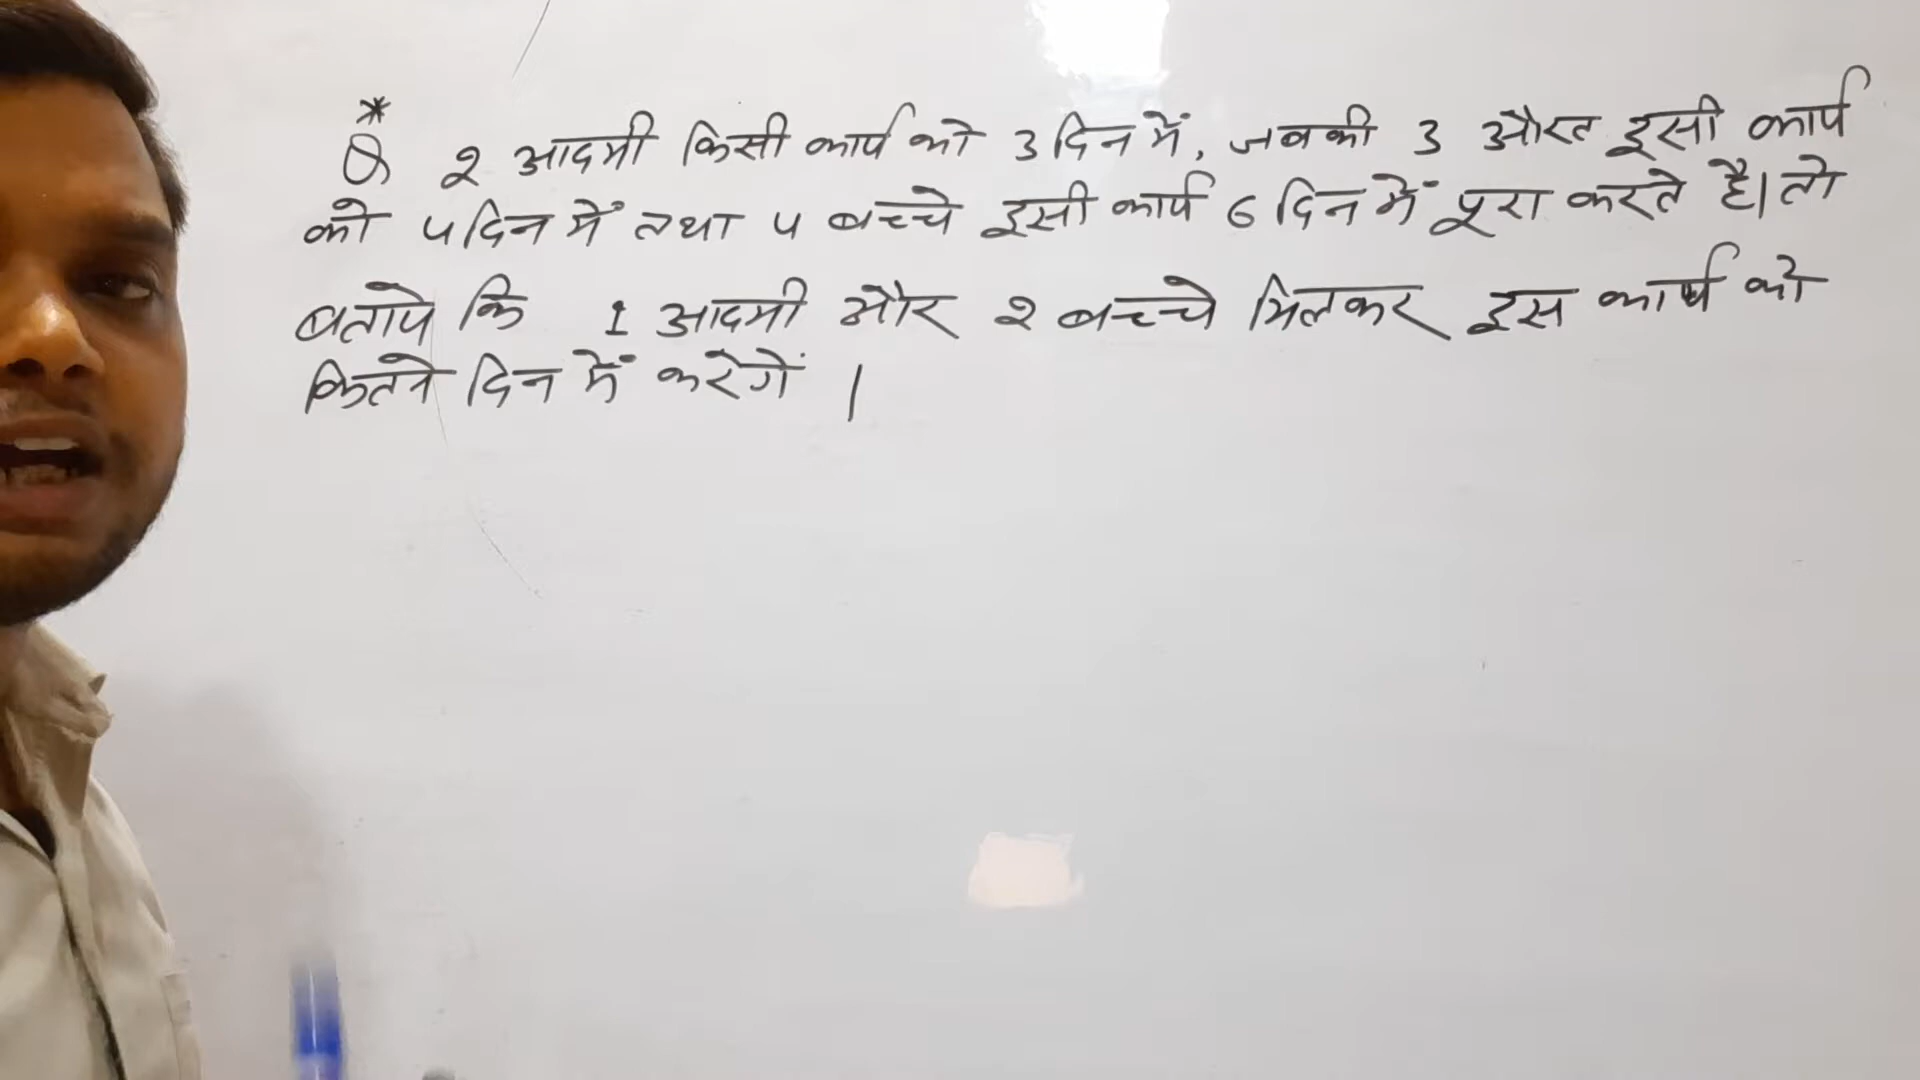 *
Q 2 आदमी किसी कार्य को 3 दिन में, जबकी 3 औरत इसी कार्य
को 4 दिन में तथा 4 बच्चे इसी कार्य 6 दिन में पूरा करते है। तो
बताये कि 1 आदमी और 2 बच्चे मिलकर इस कार्य को
कितने दिन में करेगें ।